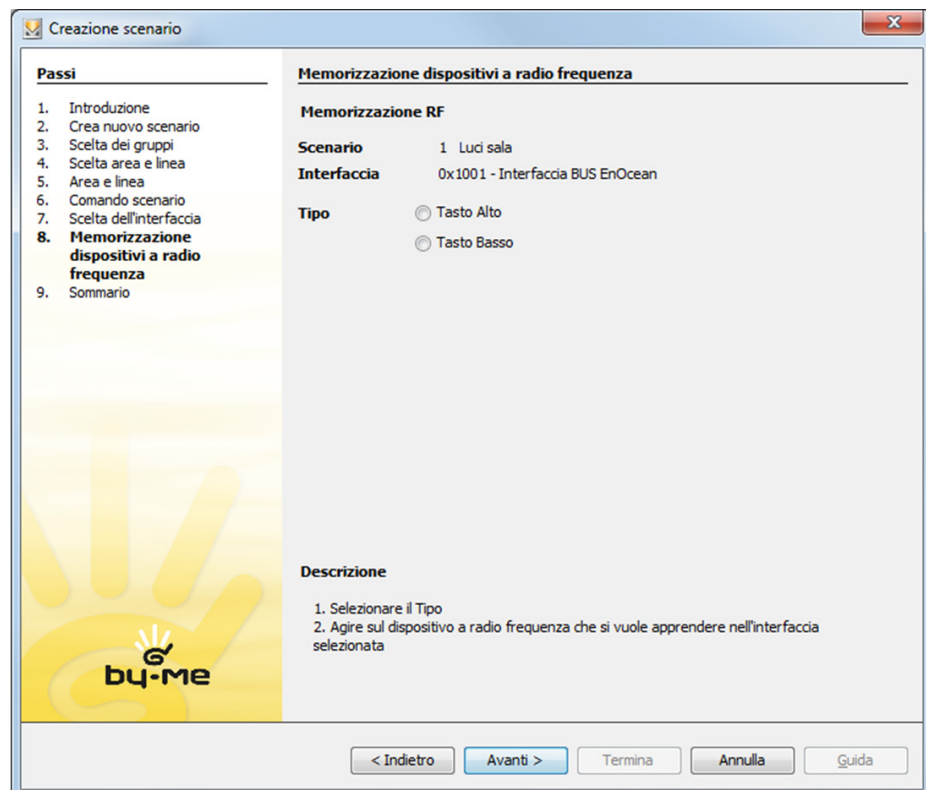 Creazione scenario
Passi
1. Introduzione
2. Crea nuovo scenario
3. Scelta dei gruppi
4. Scelta area e linea
5. Area e linea
6. Comando scenario
7. Scelta dell'interfaccia
8. Memorizzazione
dispositivi a radio
frequenza
9. Sommario
by-me
Memorizzazione dispositivi a radio frequenza
Memorizzazione RF
Scenario 1 Luci sala
Interfaccia 0x1001 - Interfaccia BUS EnOcean
Tipo Tasto Alto
Tasto Basso
Descrizione
1. Selezionare il Tipo
2. Agire sul dispositivo a radio frequenza che si vuole apprendere nell'interfaccia
selezionata
< Indietro Avanti > Termina Annulla Guida